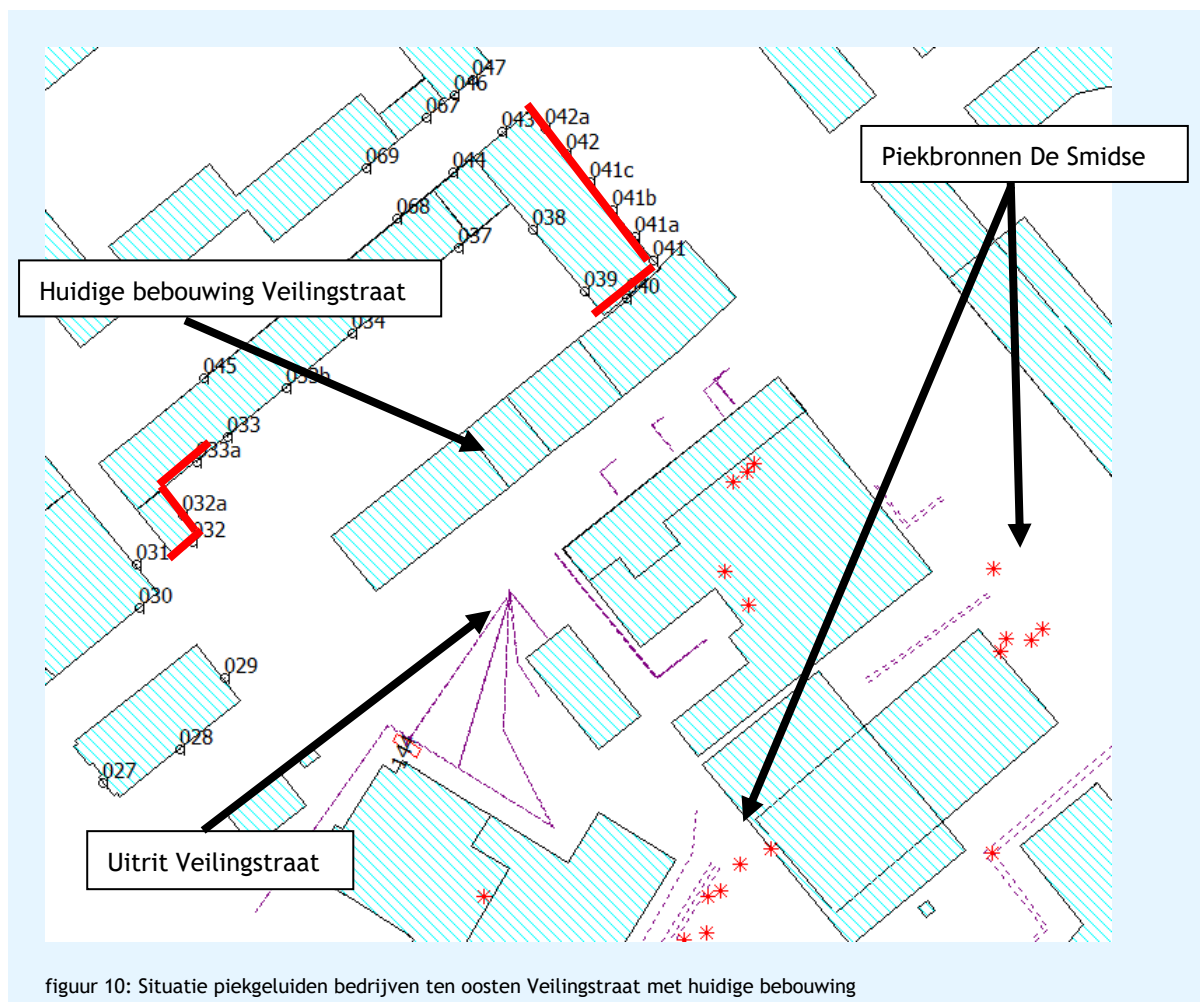 047
046
067
043
042a
042
069
044
041c
041b
068
038
041a
037
041
039
040
034
045
033b
033
033a
032a
032
031
030
029
028
027
144
Piekbronnen De Smidse
Huidige bebouwing Veilingstraat
Uitrit Veilingstraat
figuur 10: Situatie piekgeluiden bedrijven ten oosten Veilingstraat met huidige bebouwing